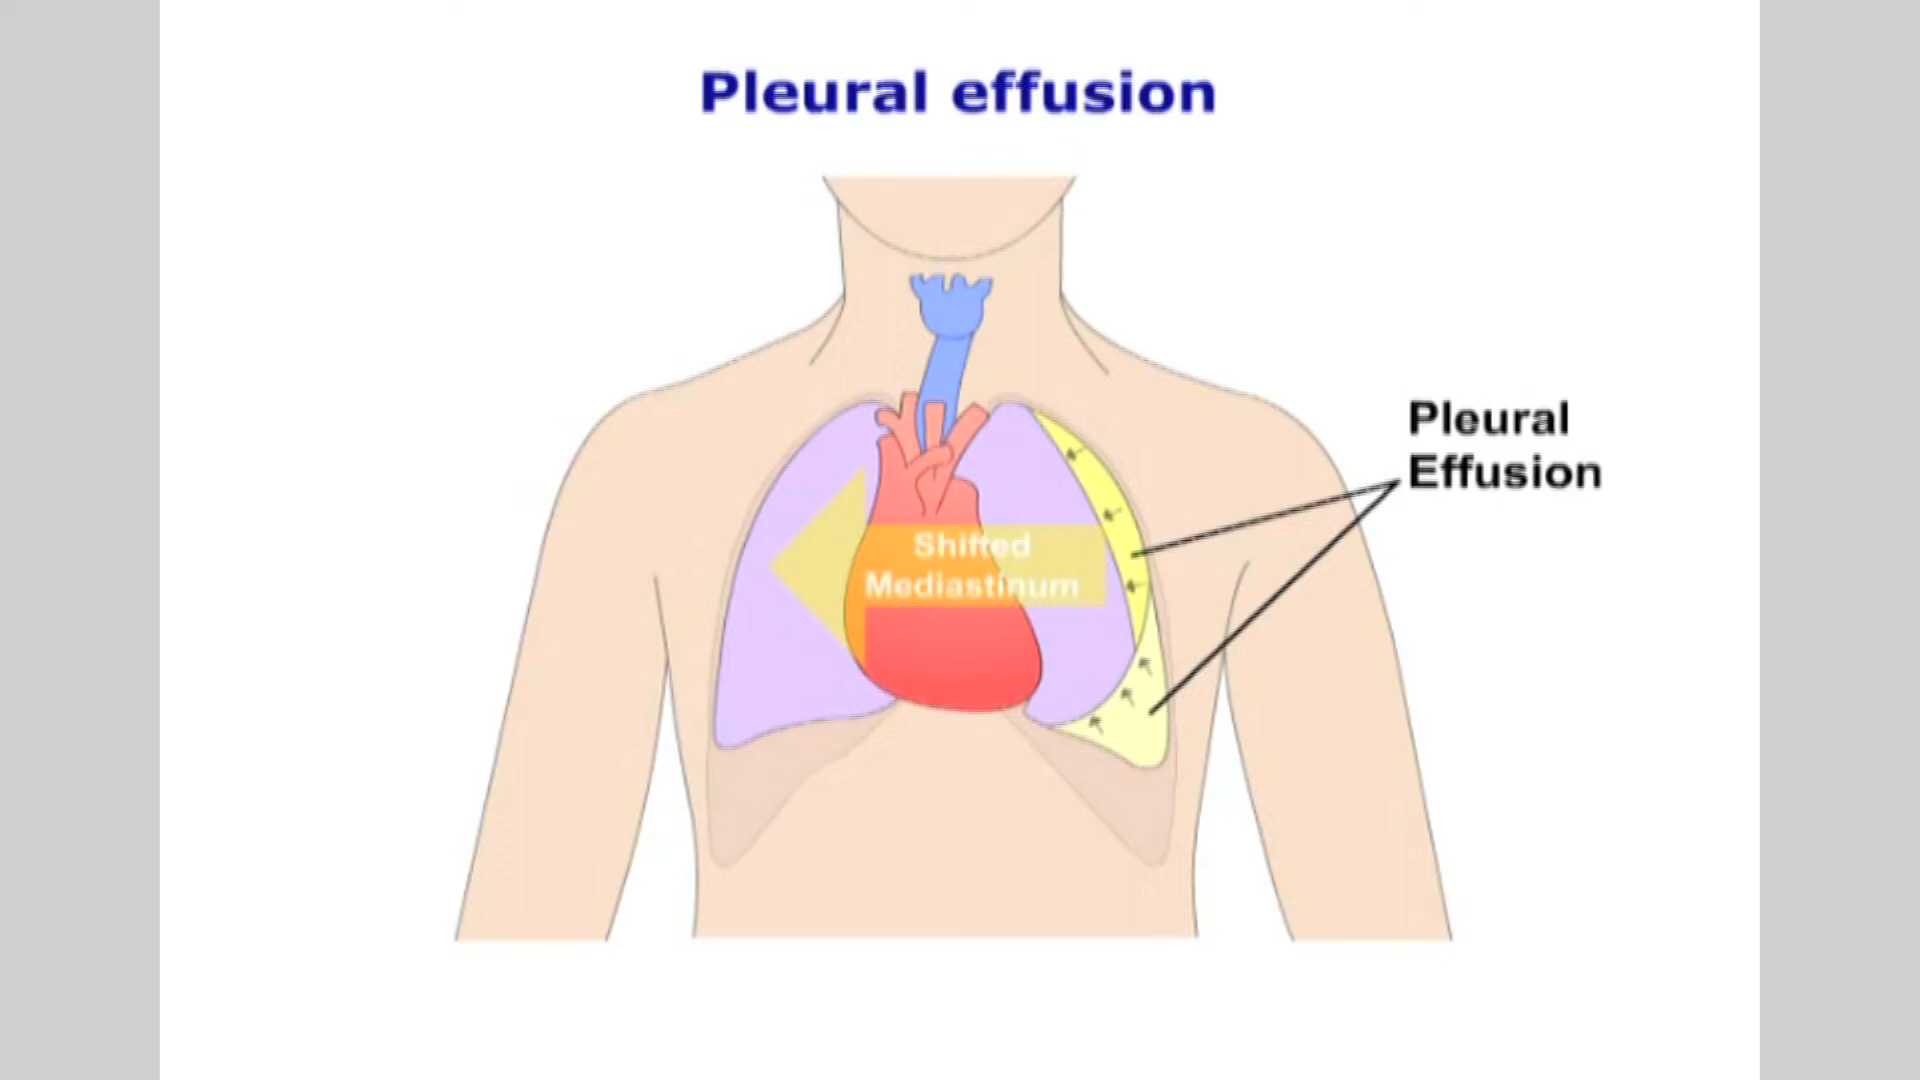 Pleural effusion
Pleural
Effusion
Shifted
Mediastinum